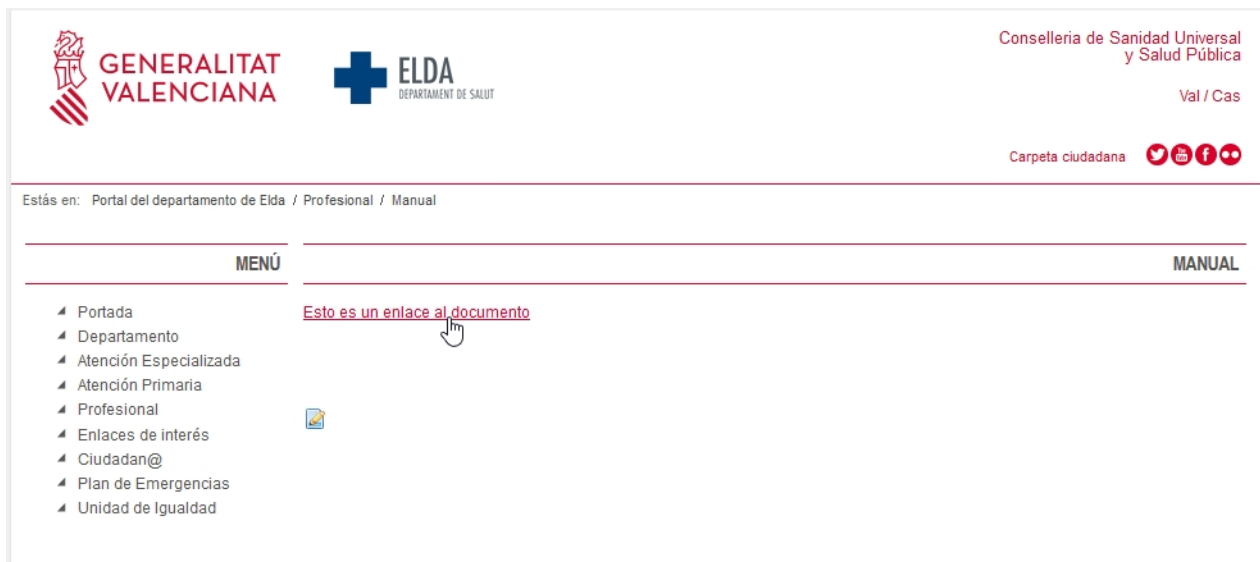 GENERALITAT
VALENCIANA
ELDA
DEPARTAMENT DE SALUT
Conselleria de Sanidad Universal
y Salud Pública
Val / Cas
Carpeta ciudadana
Estás en: Portal del departamento de Elda / Profesional / Manual
MENÚ
MANUAL
Portada
Departamento
Atención Especializada
Atención Primaria
Profesional
Enlaces de interés
Ciudadan@
Plan de Emergencias
Unidad de Igualdad
Esto es un enlace al documento